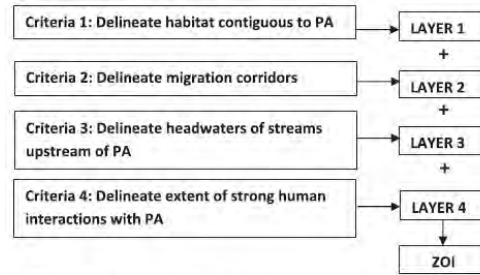 Criteria 1: Delineate habitat contiguous to PA
LAYER 1
+
Criteria 2: Delineate migration corridors
LAYER 2
+
Criteria 3: Delineate headwaters of streams
upstream of PA
LAYER 3
+
Criteria 4: Delineate extent of strong human
interactions with PA
LAYER 4
ZOI